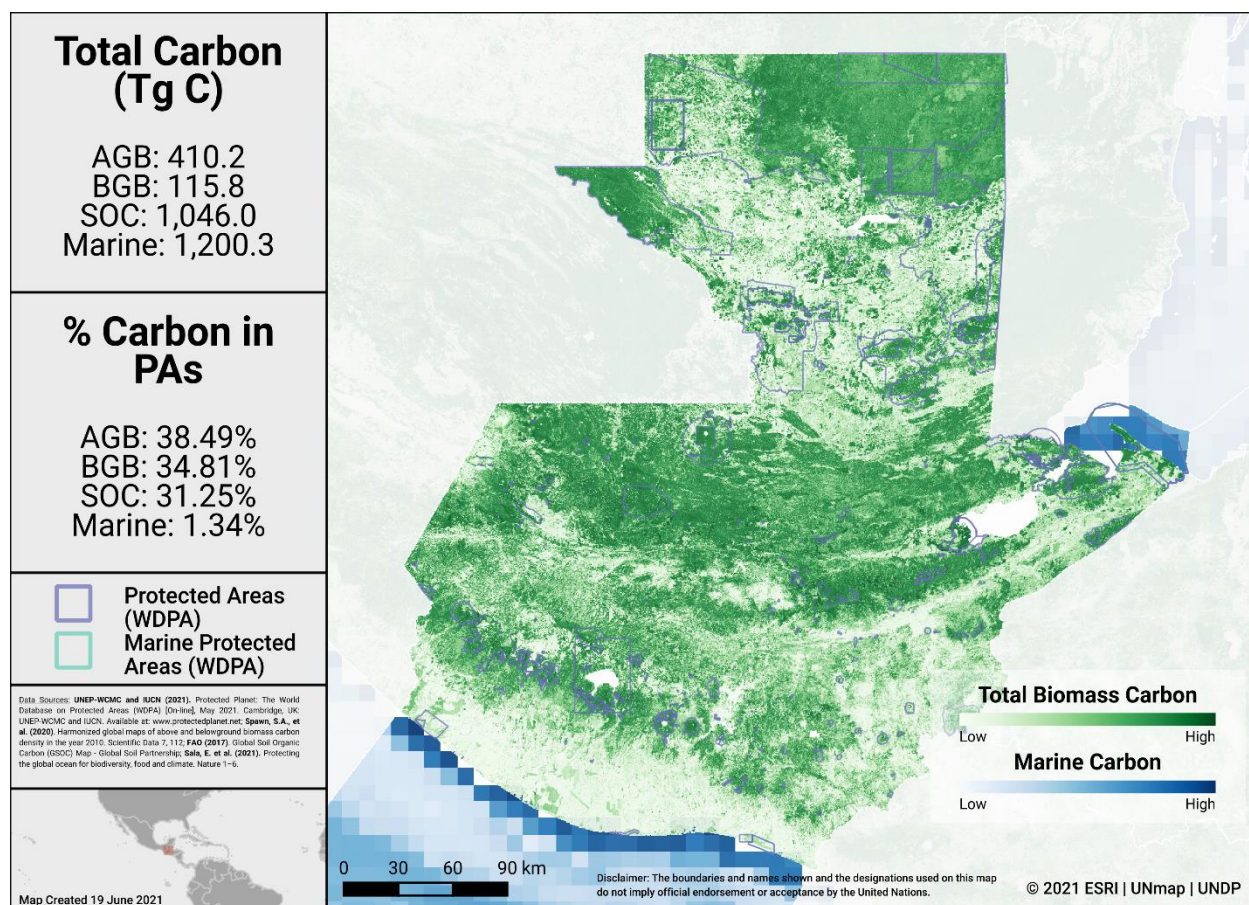 Total Carbon
(Tg C)
AGB: 410.2
BGB: 115.8
SOC: 1,046.0
Marine: 1,200.3
% Carbon in
PAs
AGB: 38.49%
BGB: 34.81%
SOC: 31.25%
Marine: 1.34%
Protected Areas
(WDPA)
Marine Protected
Areas (WDPA)
Data Sources: UNEP-WCMC and IUCN (2021). Protected Planet: The World
Database on Protected Areas (WDPA) [On-line], May 2021. Cambridge, UK:
UNEP-WCMC and IUCN. Available at: www.protectedplanet.net; Spawn, S.A., et
al. (2020). Harmonized global maps of above and belowground biomass carbon
density in the year 2010. Scientific Data 7, 112; FAO (2017). Global Soil Organic
Carbon (GSOC) Map - Global Soil Partnership; Sala, E. et al. (2021). Protecting
the global ocean for biodiversity, food and climate. Nature 1–6.
Map Created 19 June 2021
Total Biomass Carbon
Low High
Marine Carbon
Low High
0 30 60 90 km
Disclaimer: The boundaries and names shown and the designations used on this map
do not imply official endorsement or acceptance by the United Nations.
© 2021 ESRI | UNmap | UNDP